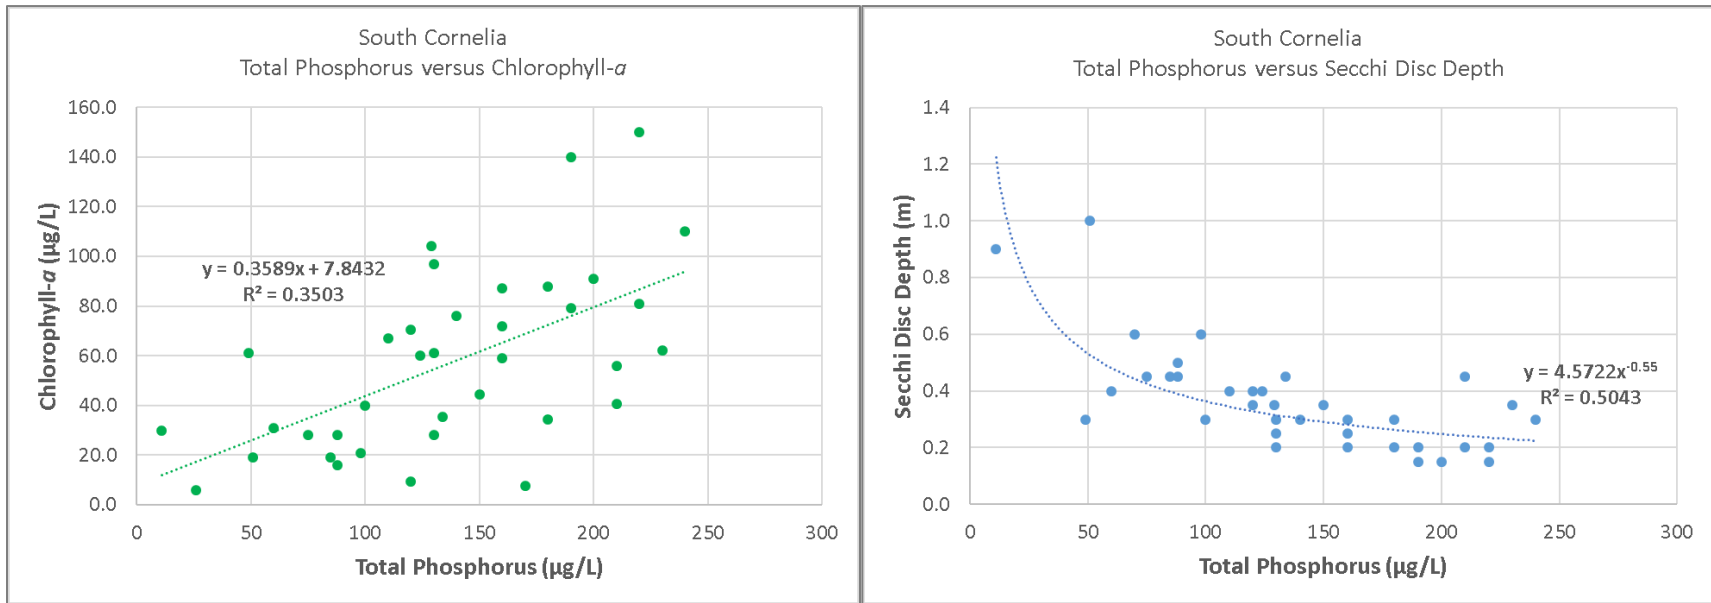 South Cornelia
Total Phosphorus versus Chlorophyll-a
160.0
140.0
120.0
100.0
80.0
60.0
40.0
20.0
0.0
Chlorophyll-a (µg/L)
y = 0.3589x + 7.8432
R² = 0.3503
0 50 100 150 200 250 300
Total Phosphorus (µg/L)
South Cornelia
Total Phosphorus versus Secchi Disc Depth
1.4
1.2
1.0
0.8
0.6
0.4
0.2
0.0
Secchi Disc Depth (m)
y = 4.5722x⁻⁰·⁵⁵
R² = 0.5043
0 50 100 150 200 250 300
Total Phosphorus (µg/L)